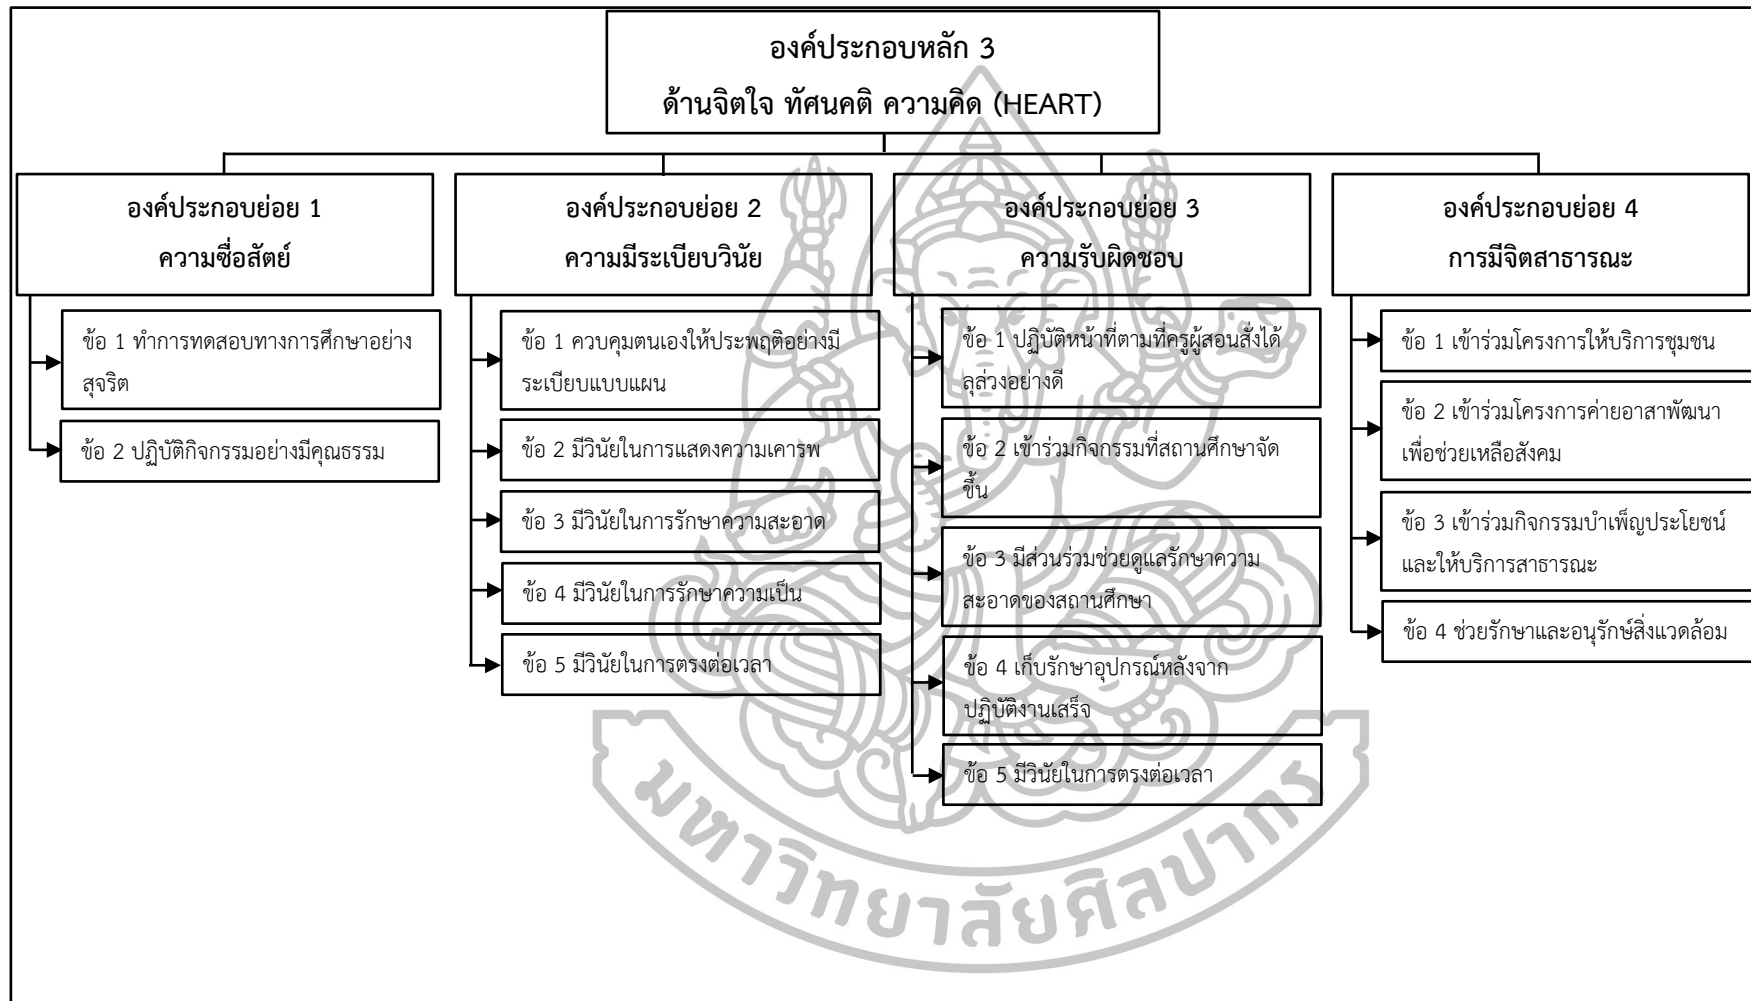 องค์ประกอบหลัก 3
ด้านจิตใจ ทัศนคติ ความคิด (HEART)
องค์ประกอบย่อย 1
ความซื่อสัตย์
ข้อ 1 ทำการทดสอบทางการศึกษาอย่าง
สุจริต
ข้อ 2 ปฏิบัติกิจกรรมอย่างมีคุณธรรม
องค์ประกอบย่อย 2
ความมีระเบียบวินัย
ข้อ 1 ควบคุมตนเองให้ประพฤติอย่างมี
ระเบียบแบบแผน
ข้อ 2 มีวินัยในการแสดงความเคารพ
ข้อ 3 มีวินัยในการรักษาความสะอาด
ข้อ 4 มีวินัยในการรักษาความเป็น
ข้อ 5 มีวินัยในการตรงต่อเวลา
องค์ประกอบย่อย 3
ความรับผิดชอบ
ข้อ 1 ปฏิบัติหน้าที่ตามที่ครูผู้สอนสั่งได้
ลุล่วงอย่างดี
ข้อ 2 เข้าร่วมกิจกรรมที่สถานศึกษาจัด
ขึ้น
ข้อ 3 มีส่วนร่วมช่วยดูแลรักษาความ
สะอาดของสถานศึกษา
ข้อ 4 เก็บรักษาอุปกรณ์หลังจาก
ปฏิบัติงานเสร็จ
ข้อ 5 มีวินัยในการตรงต่อเวลา
องค์ประกอบย่อย 4
การมีจิตสาธารณะ
ข้อ 1 เข้าร่วมโครงการให้บริการชุมชน
ข้อ 2 เข้าร่วมโครงการค่ายอาสาพัฒนา
เพื่อช่วยเหลือสังคม
ข้อ 3 เข้าร่วมกิจกรรมบำเพ็ญประโยชน์
และให้บริการสาธารณะ
ข้อ 4 ช่วยรักษาและอนุรักษ์สิ่งแวดล้อม
มหาวิทยาลัยศิลปากร